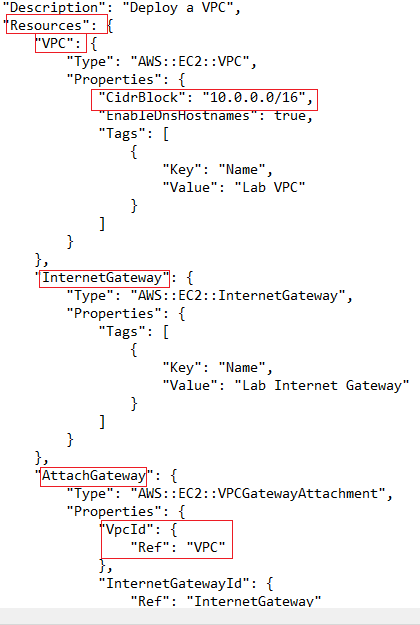 "Description": "Deploy a VPC",
"Resources": {
"VPC": {
"Type": "AWS::EC2::VPC",
"Properties": {
"CidrBlock": "10.0.0.0/16",
"EnableDnsHostnames": true,
"Tags": [
{
"Key": "Name",
"Value": "Lab VPC"
}
]
}
},
"InternetGateway": {
"Type": "AWS::EC2::InternetGateway",
"Properties": {
"Tags": [
{
"Key": "Name",
"Value": "Lab Internet Gateway"
}
]
}
},
"AttachGateway": {
"Type": "AWS::EC2::VPCGatewayAttachment",
"Properties": {
"VpcId": {
"Ref": "VPC"
},
"InternetGatewayId": {
"Ref": "InternetGateway"